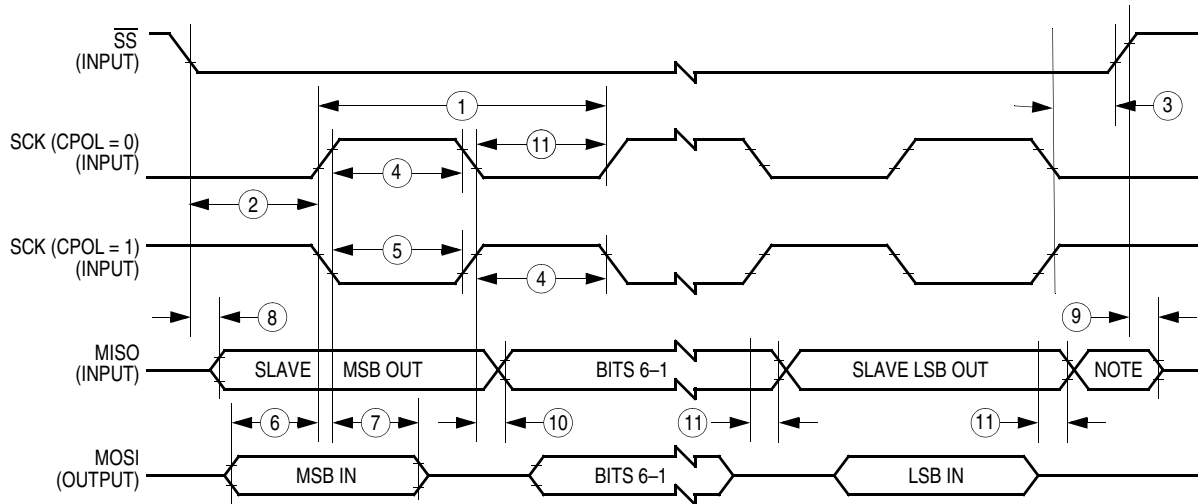 SS
(INPUT)
1
3
SCK (CPOL = 0)
(INPUT)
11
4
2
SCK (CPOL = 1)
(INPUT)
5
4
8
9
MISO
(INPUT)
SLAVE MSB OUT
BITS 6–1
SLAVE LSB OUT
NOTE
6
7
10
11
11
MOSI
(OUTPUT)
MSB IN
BITS 6–1
LSB IN